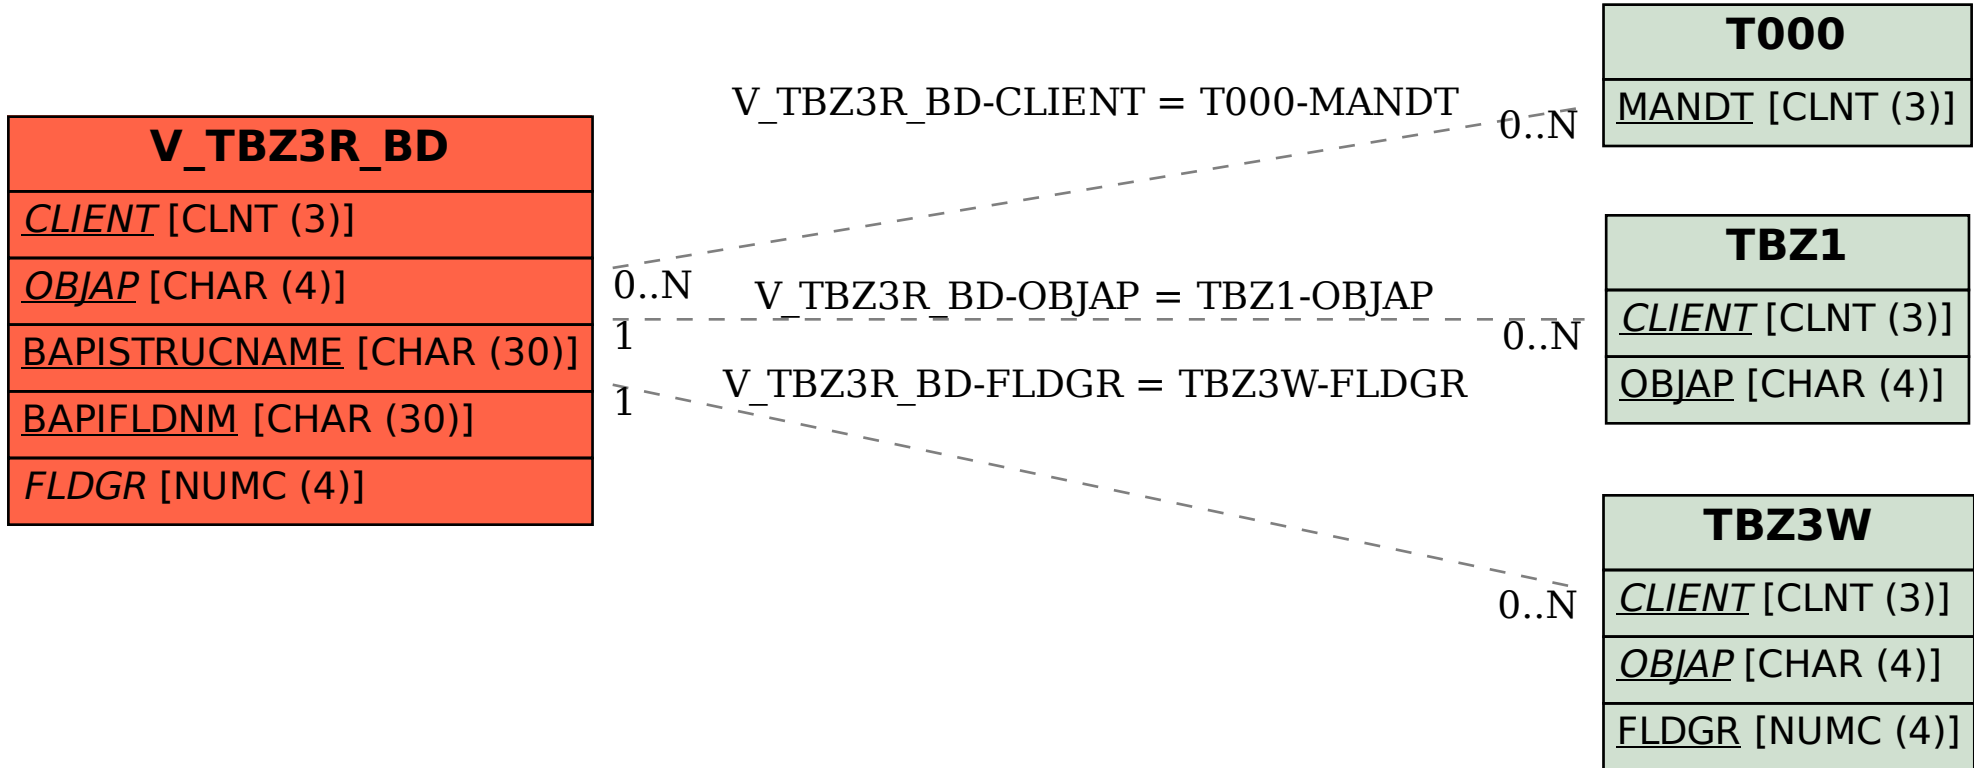 V_TBZ3R_BD
CLIENT [CLNT (3)]
OBJAP [CHAR (4)]
BAPISTRUCNAME [CHAR (30)]
BAPIFLDNM [CHAR (30)]
FLDGR [NUMC (4)]
V_TBZ3R_BD-CLIENT = T000-MANDT
0..N
0..N
V_TBZ3R_BD-OBJAP = TBZ1-OBJAP
1
0..N
V_TBZ3R_BD-FLDGR = TBZ3W-FLDGR
1
0..N
T000
MANDT [CLNT (3)]
TBZ1
CLIENT [CLNT (3)]
OBJAP [CHAR (4)]
TBZ3W
CLIENT [CLNT (3)]
OBJAP [CHAR (4)]
FLDGR [NUMC (4)]